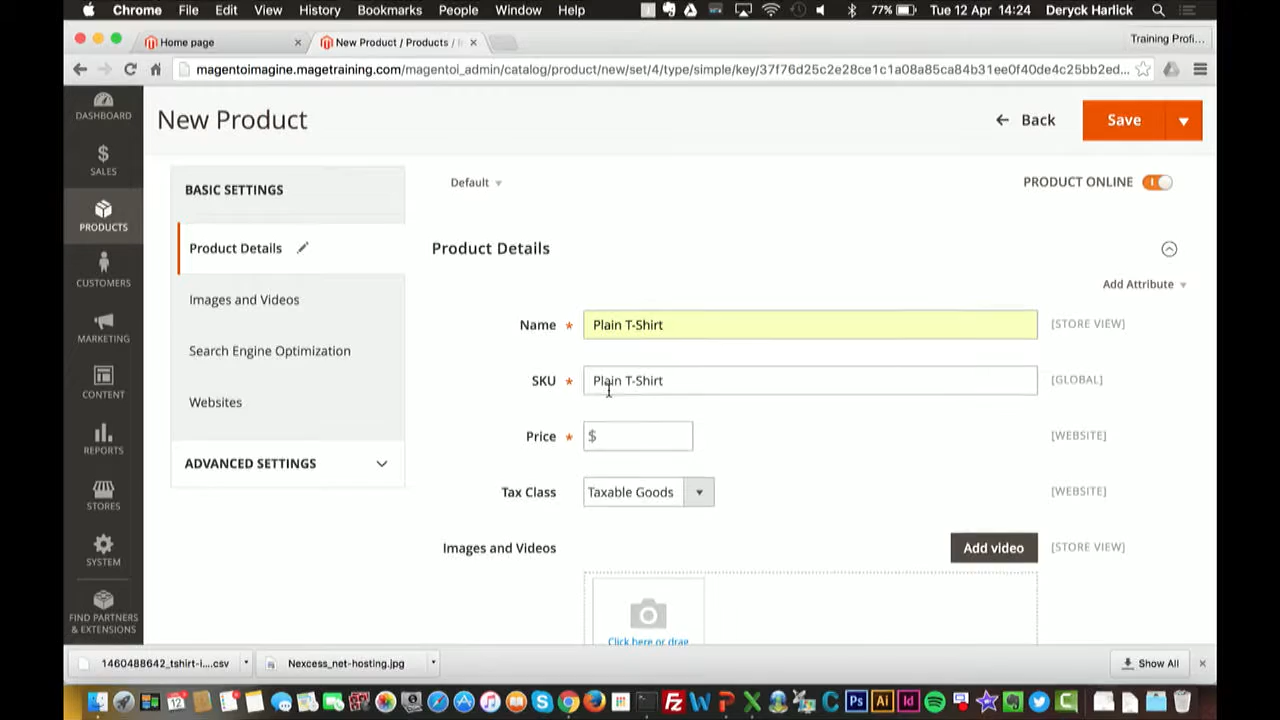 Chrome File Edit View History Bookmarks People Window Help 77% Tue 12 Apr 14:24 Deryck Harlick
Home page New Product / Products / Training Profi...
magentoimagine.magetraining.com/magentoi_admin/catalog/product/new/set/4/type/simple/key/37f76d25c2e28ce1c1a08a85ca84b31ee0f40de4c25bb2ed...
DASHBOARD
SALES
PRODUCTS
CUSTOMERS
MARKETING
CONTENT
REPORTS
STORES
SYSTEM
FIND PARTNERS
& EXTENSIONS
New Product
Back Save
BASIC SETTINGS
Product Details
Images and Videos
Search Engine Optimization
Websites
ADVANCED SETTINGS
Default PRODUCT ONLINE
Product Details
Add Attribute
Name * Plain T-Shirt [STORE VIEW]
SKU * Plain T-Shirt [GLOBAL]
Price * $ [WEBSITE]
Tax Class Taxable Goods [WEBSITE]
Images and Videos Add video [STORE VIEW]
Click here or drag
1460488642_tshirt-i....csv Nexcess_net-hosting.jpg Show All